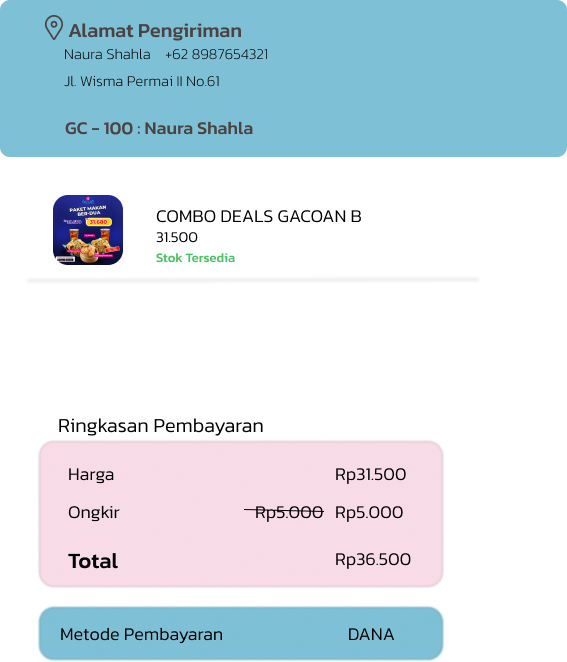 Alamat Pengiriman
Naura Shahla +62 8987654321
Jl. Wisma Permai II No.61
GC - 100 : Naura Shahla
PAKET MAKAN
BER-DUA
31.680
COMBO DEALS GACOAN B
31.500
Stok Tersedia
Ringkasan Pembayaran
Harga Rp31.500
Ongkir Rp5.000 Rp5.000
Total Rp36.500
Metode Pembayaran DANA